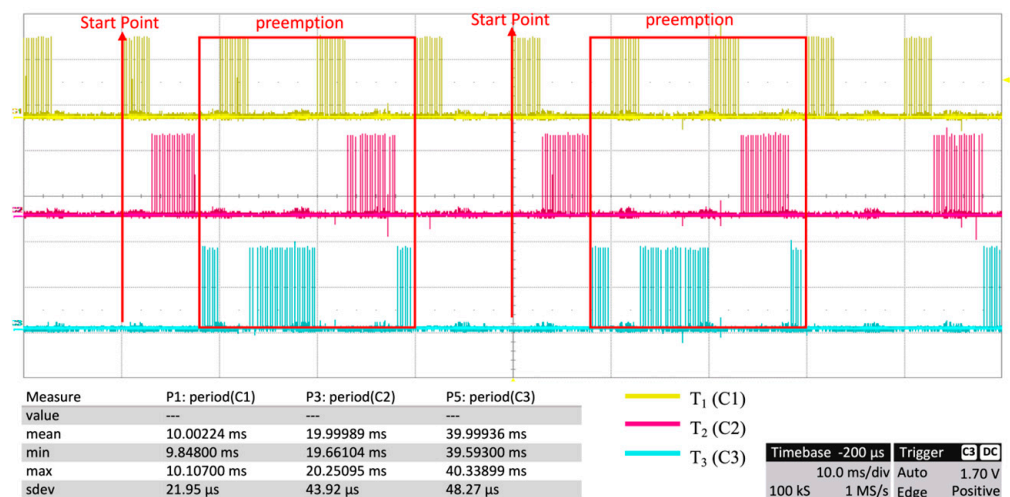 Start Point preemption Start Point preemption
Measure P1: period(C1) P3: period(C2) P5: period(C3)
value --- --- ---
mean 10.00224 ms 19.99989 ms 39.99936 ms
min 9.84800 ms 19.66104 ms 39.59300 ms
max 10.10700 ms 20.25095 ms 40.33899 ms
sdev 21.95 µs 43.92 µs 48.27 µs
T₁ (C1)
T₂ (C2)
T₃ (C3)
Timebase -200 µs Trigger C3 DC
10.0 ms/div Auto 1.70 V
100 kS 1 MS/s Edge Positive